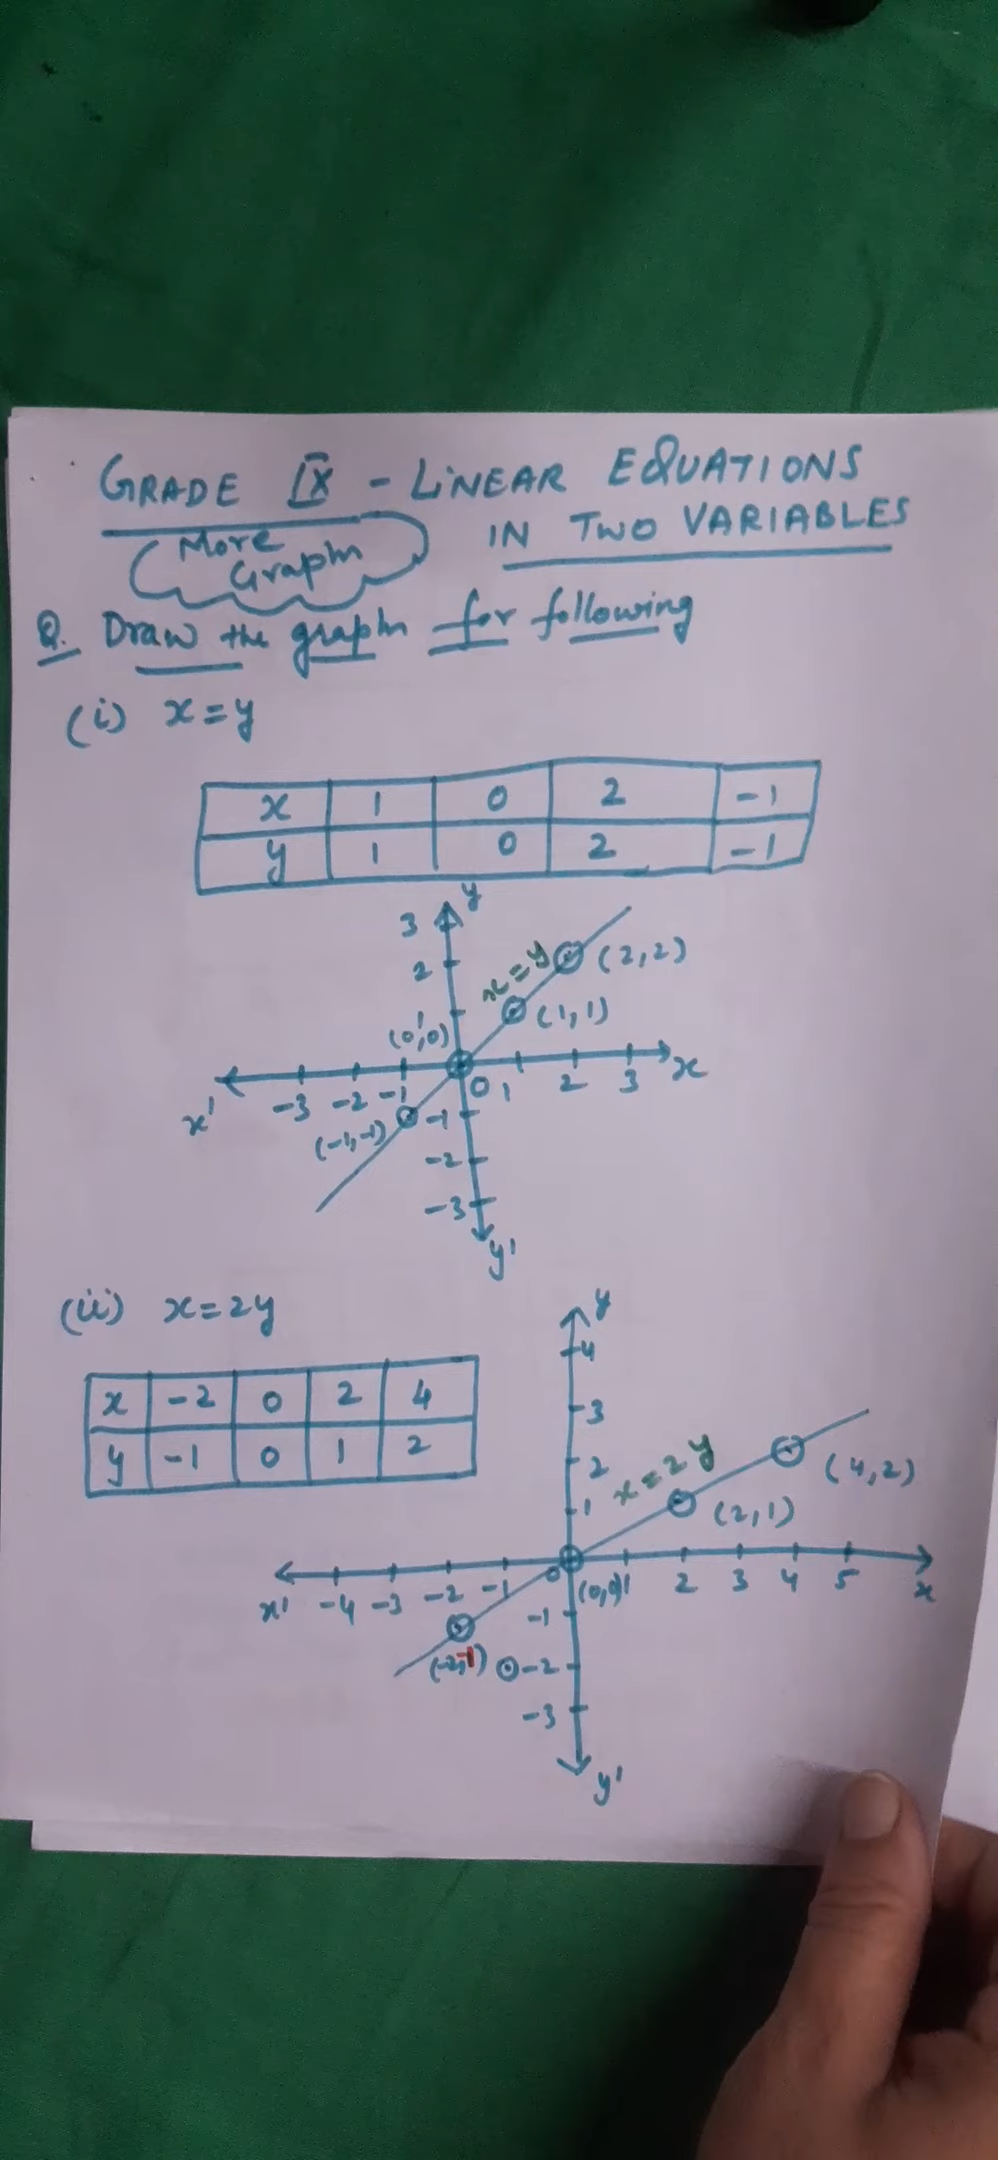 GRADE IX - LINEAR EQUATIONS
IN TWO VARIABLES
More
Graph
Q. Draw the graph for following
(i) x=y
x 1 0 2 -1
y 1 0 2 -1
y
3
2
1
x=y
(2,2)
(1,1)
(0,0)
x' -3 -2 -1 0 1 2 3 x
(-1,-1)
-1
-2
-3
y'
(ii) x=2y
x -2 0 2 4
y -1 0 1 2
y
4
3
2
1
x=2y
(4,2)
(2,1)
x' -4 -3 -2 -1 0 (0,0) 1 2 3 4 5 x
-1
(-2,-1)
-2
-3
y'